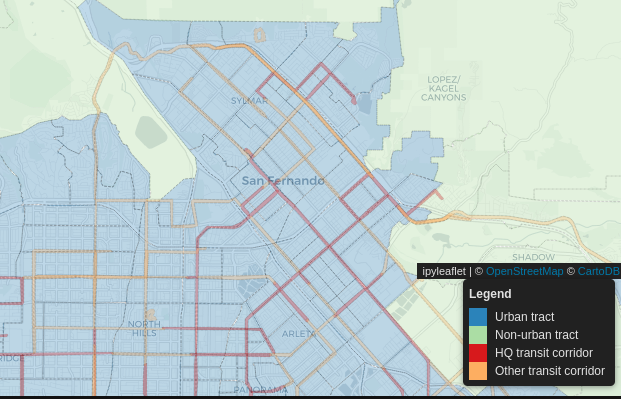 LOPEZ/
KAGEL
CANYONS
SYLMAR
San Fernando
SHADOW
ipyleaflet | © OpenStreetMap © CartoDB
Legend
Urban tract
Non-urban tract
HQ transit corridor
Other transit corridor
NORTH
HILLS
ARLETA
RIDGE
PANORAMA